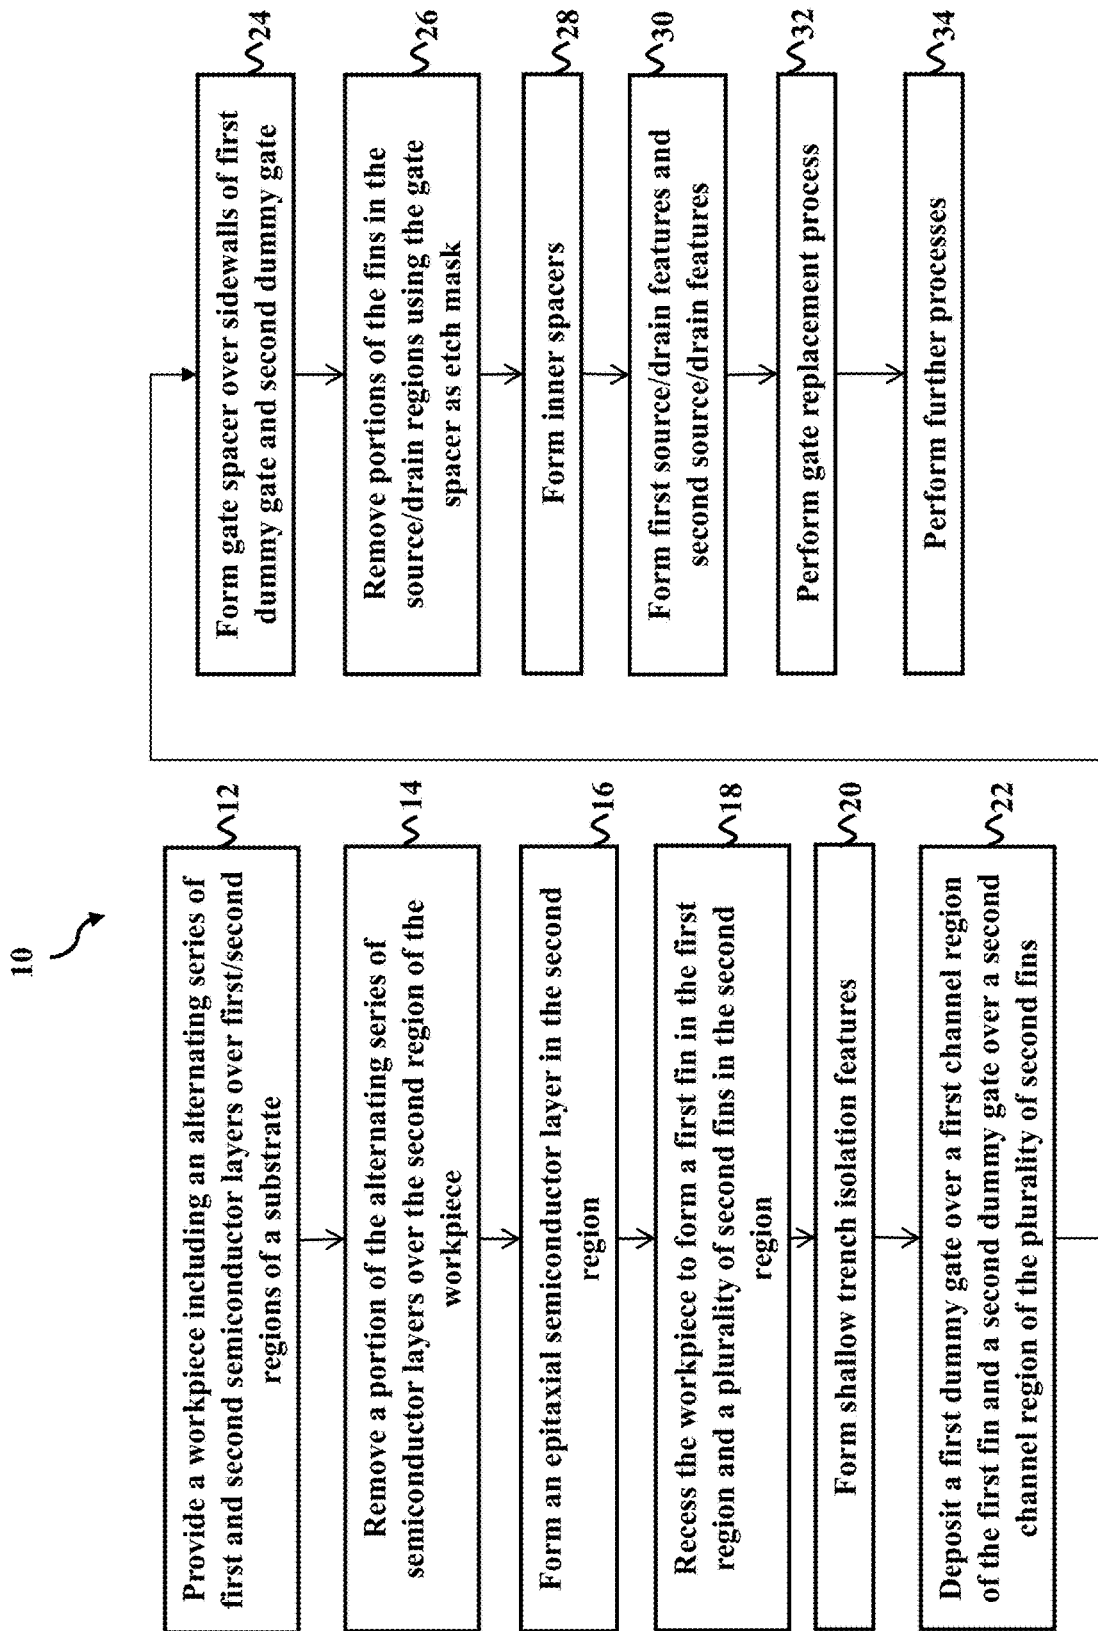 10
Provide a workpiece including an alternating series of
first and second semiconductor layers over first/second
regions of a substrate
12
Remove a portion of the alternating series of
semiconductor layers over the second region of the
workpiece
14
Form an epitaxial semiconductor layer in the second
region
16
Recess the workpiece to form a first fin in the first
region and a plurality of second fins in the second
region
18
Form shallow trench isolation features
20
Deposit a first dummy gate over a first channel region
of the first fin and a second dummy gate over a second
channel region of the plurality of second fins
22
Form gate spacer over sidewalls of first
dummy gate and second dummy gate
24
Remove portions of the fins in the
source/drain regions using the gate
spacer as etch mask
26
Form inner spacers
28
Form first source/drain features and
second source/drain features
30
Perform gate replacement process
32
Perform further processes
34